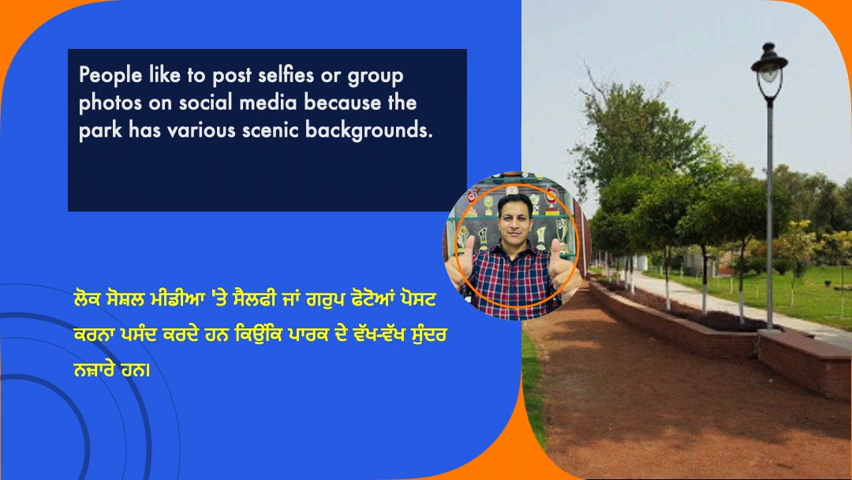 People like to post selfies or group
photos on social media because the
park has various scenic backgrounds.
ਲੋਕ ਸੋਸ਼ਲ ਮੀਡੀਆ 'ਤੇ ਸੈਲਫੀ ਜਾਂ ਗਰੁਪ ਫੋਟੋਆਂ ਪੋਸਟ
ਕਰਨਾ ਪਸੰਦ ਕਰਦੇ ਹਨ ਕਿਉਂਕਿ ਪਾਰਕ ਦੇ ਵੱਖ-ਵੱਖ ਸੁੰਦਰ
ਨਜ਼ਾਰੇ ਹਨ।